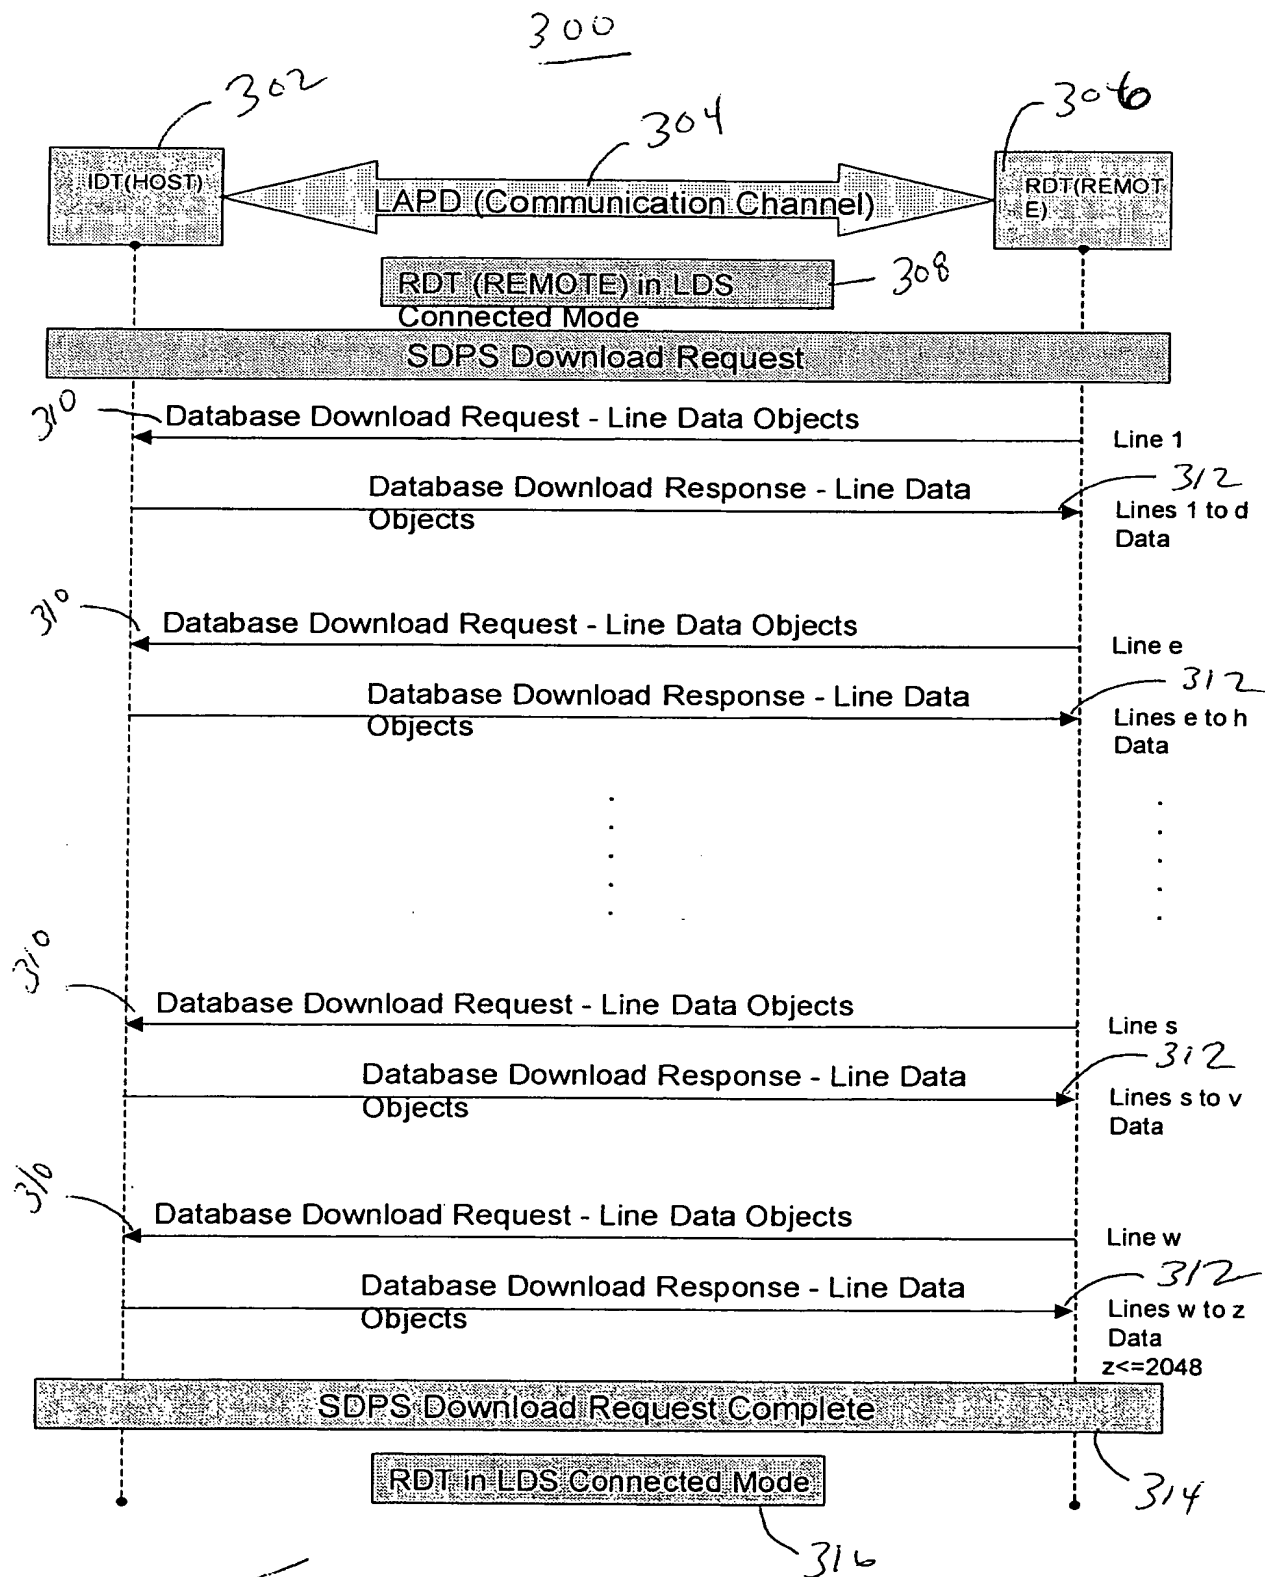 300
302
304
306
IDT(HOST)
LAPD (Communication Channel)
RDT(REMOT
E)
RDT (REMOTE) in LDS
Connected Mode
308
SDPS Download Request
310
Database Download Request - Line Data Objects
Line 1
Database Download Response - Line Data
Objects
312
Lines 1 to d
Data
310
Database Download Request - Line Data Objects
Line e
Database Download Response - Line Data
Objects
312
Lines e to h
Data
310
Database Download Request - Line Data Objects
Line s
Database Download Response - Line Data
Objects
312
Lines s to v
Data
310
Database Download Request - Line Data Objects
Line w
Database Download Response - Line Data
Objects
312
Lines w to z
Data
z<=2048
SDPS Download Request Complete
314
RDT in LDS Connected Mode
316